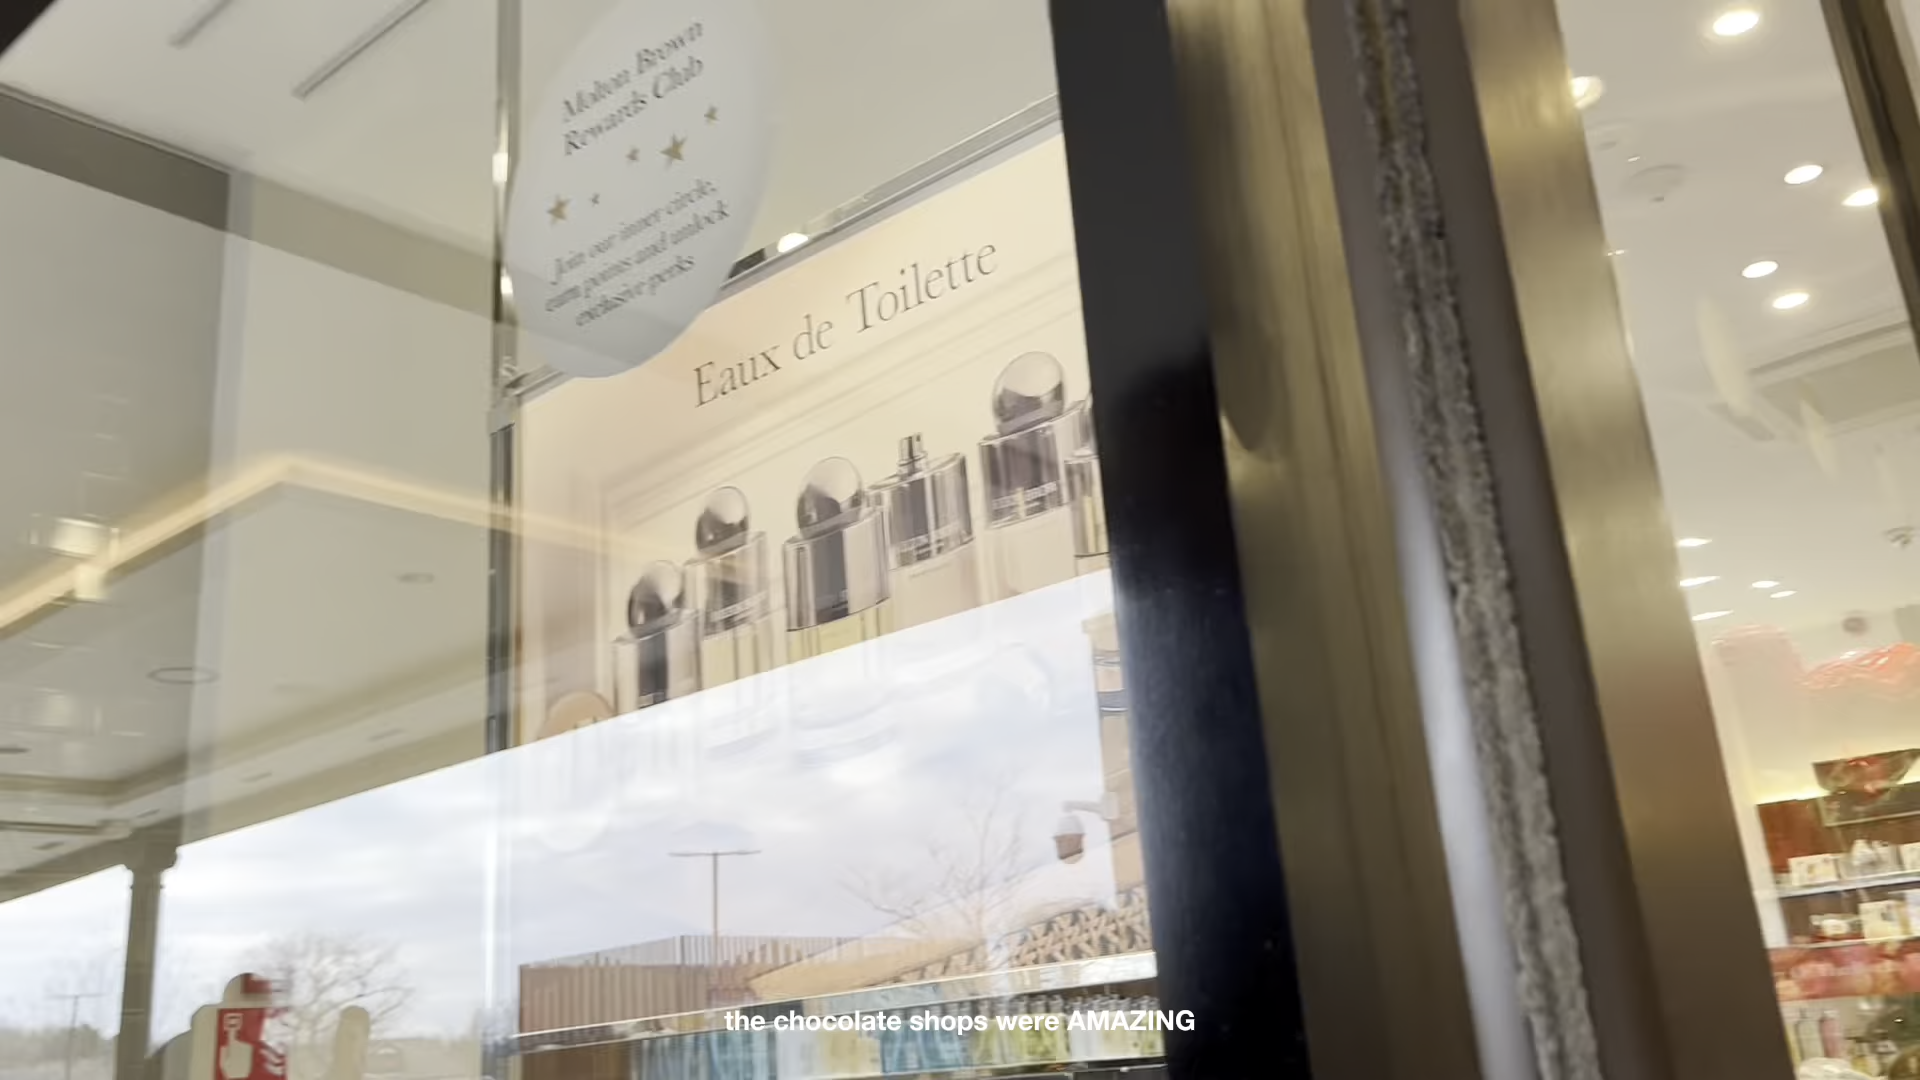 Molton Brown
Rewards Club
Join our inner circle,
earn points and unlock
exclusive perks
Eaux de Toilette
the chocolate shops were AMAZING